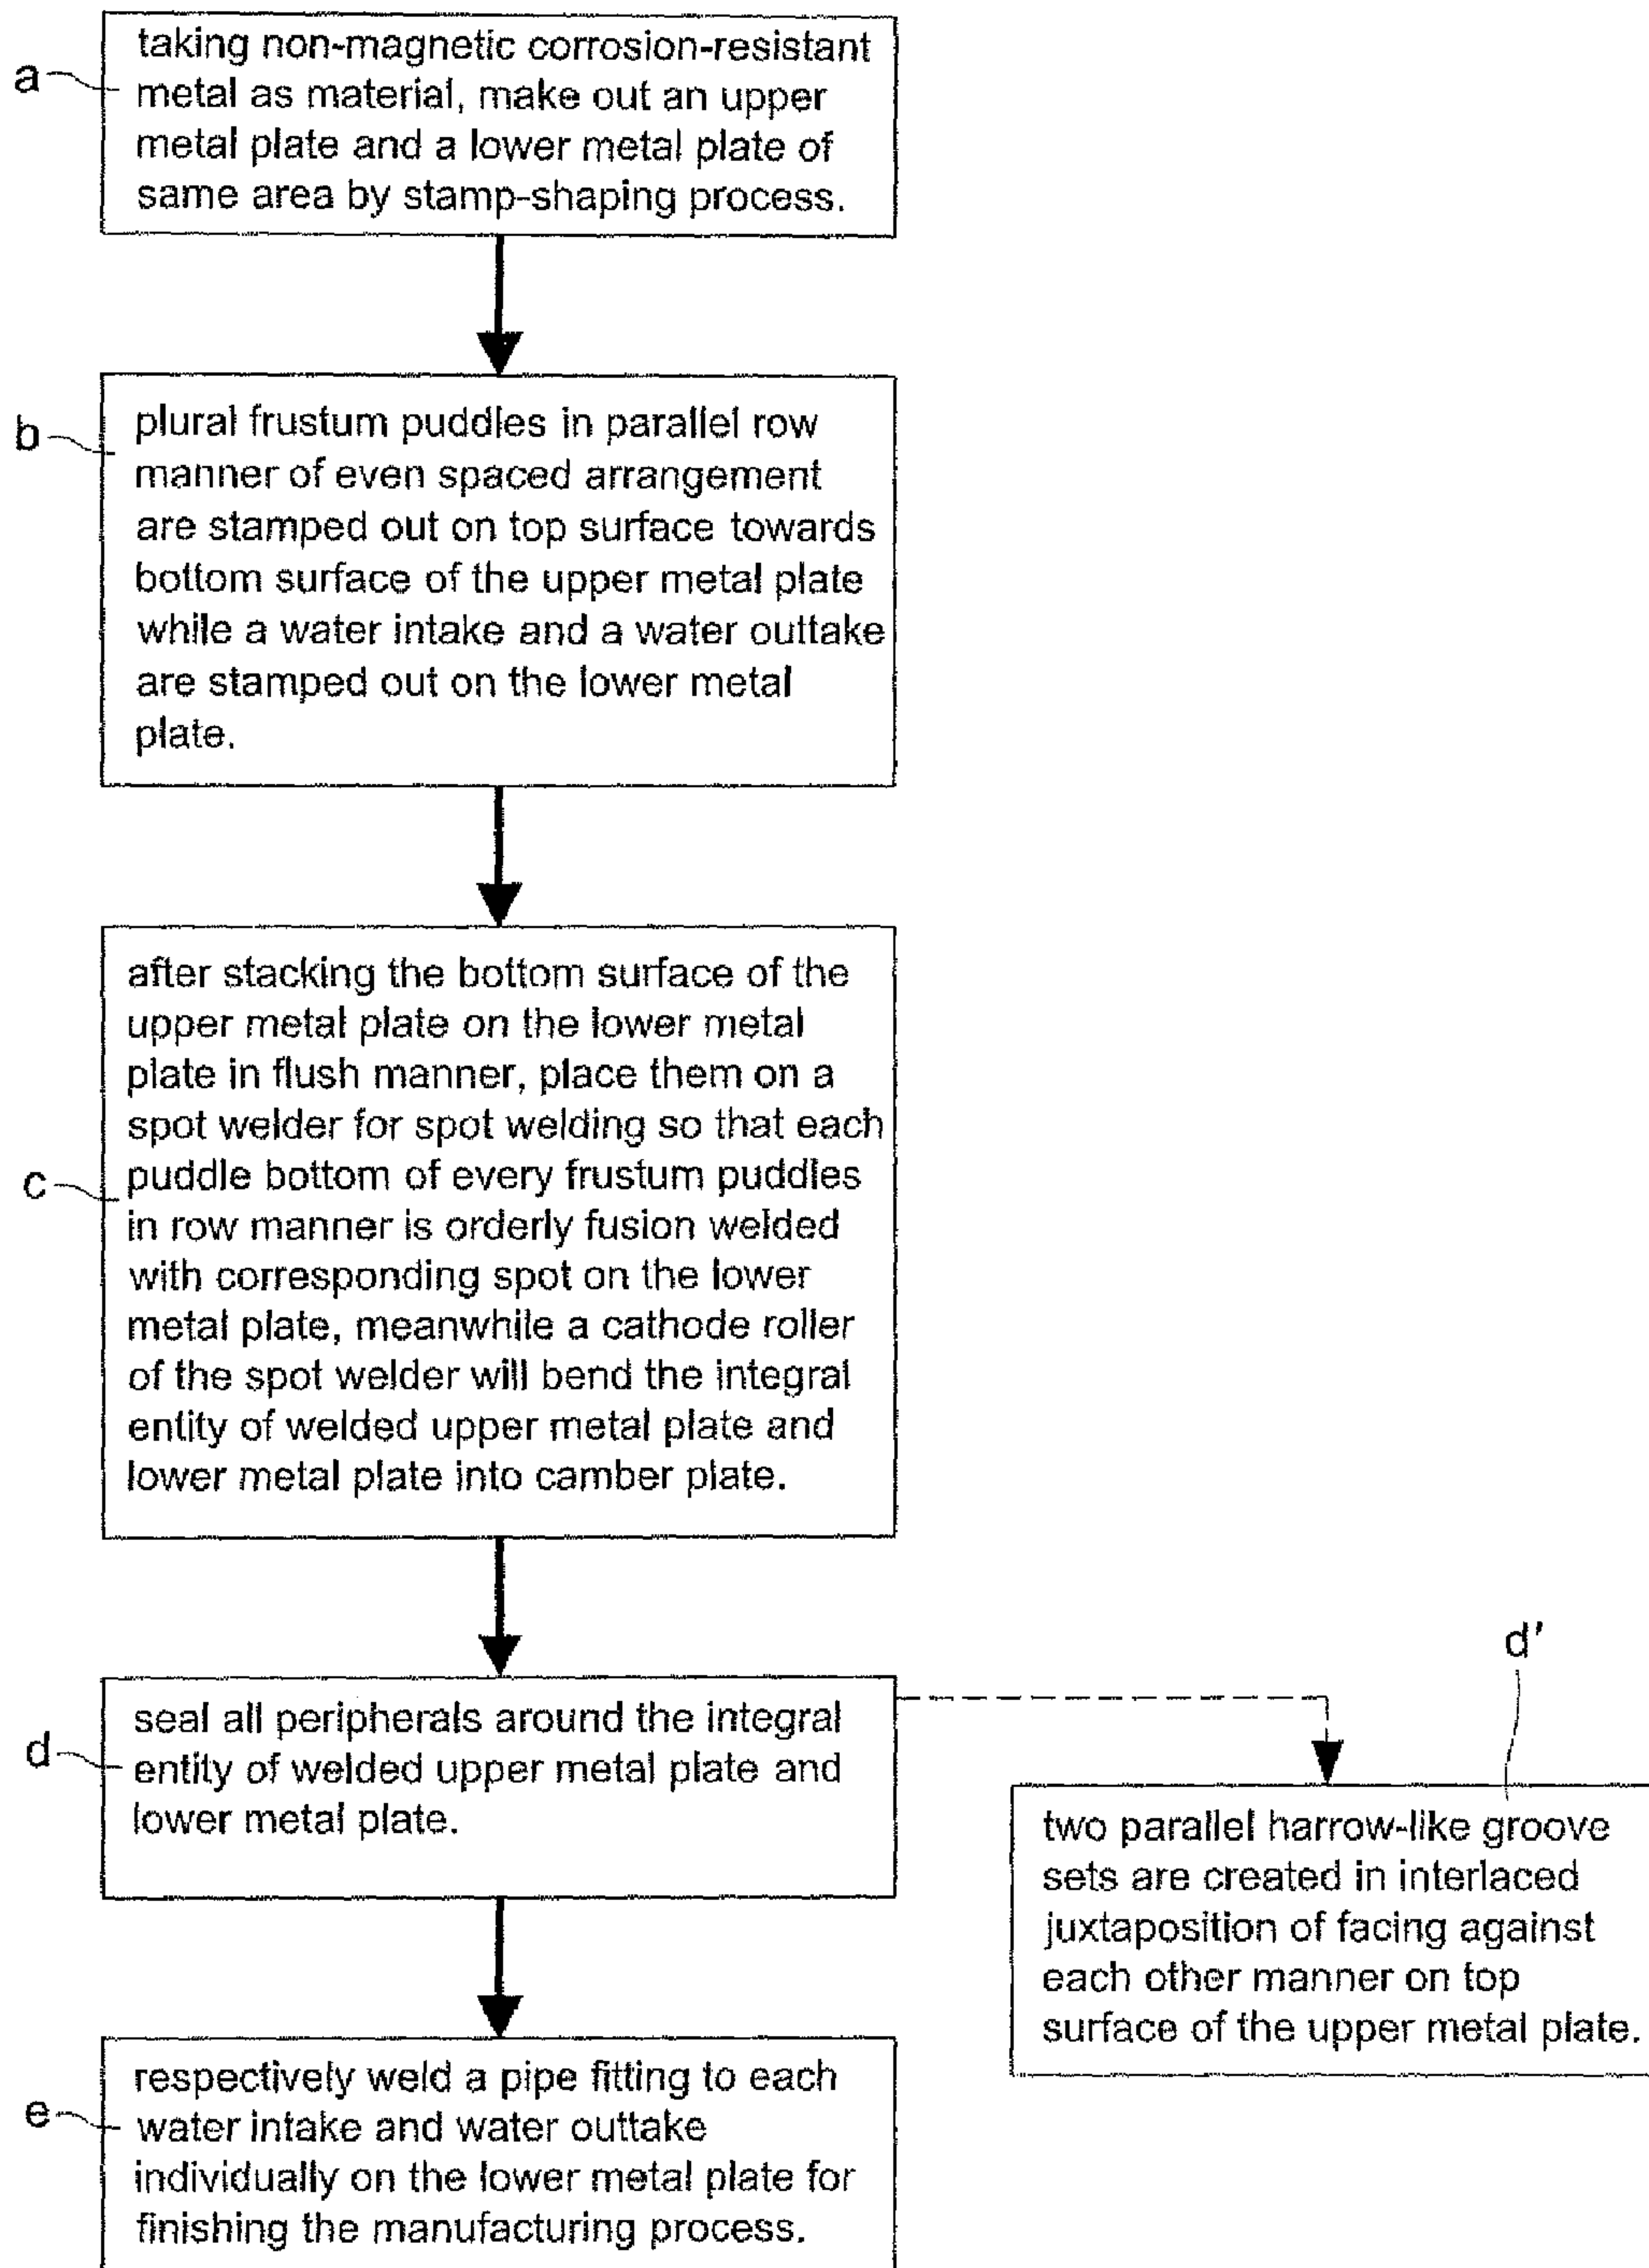 a
taking non-magnetic corrosion-resistant
metal as material, make out an upper
metal plate and a lower metal plate of
same area by stamp-shaping process.
b
plural frustum puddles in parallel row
manner of even spaced arrangement
are stamped out on top surface towards
bottom surface of the upper metal plate
while a water intake and a water outtake
are stamped out on the lower metal
plate.
c
after stacking the bottom surface of the
upper metal plate on the lower metal
plate in flush manner, place them on a
spot welder for spot welding so that each
puddle bottom of every frustum puddles
in row manner is orderly fusion welded
with corresponding spot on the lower
metal plate, meanwhile a cathode roller
of the spot welder will bend the integral
entity of welded upper metal plate and
lower metal plate into camber plate.
d
seal all peripherals around the integral
entity of welded upper metal plate and
lower metal plate.
d'
two parallel harrow-like groove
sets are created in interlaced
juxtaposition of facing against
each other manner on top
surface of the upper metal plate.
e
respectively weld a pipe fitting to each
water intake and water outtake
individually on the lower metal plate for
finishing the manufacturing process.